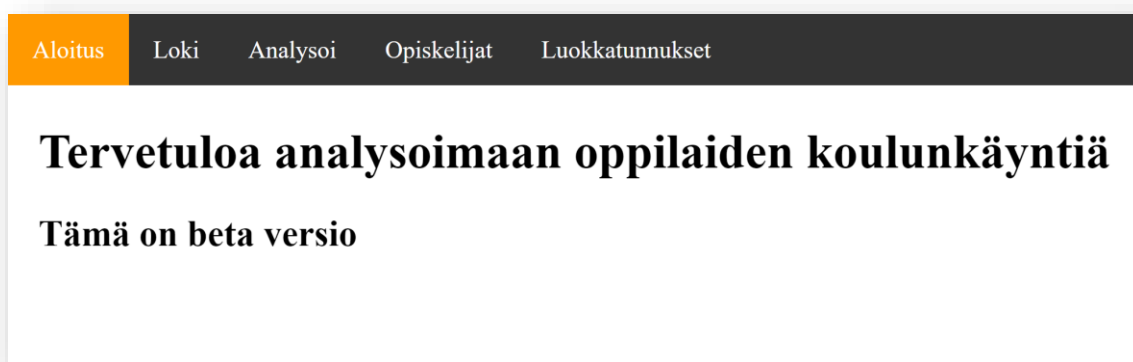 Aloitus Loki Analysoi Opiskelijat Luokkatunnukset
Tervetuloa analysoimaan oppilaiden koulunkäyntiä
Tämä on beta versio